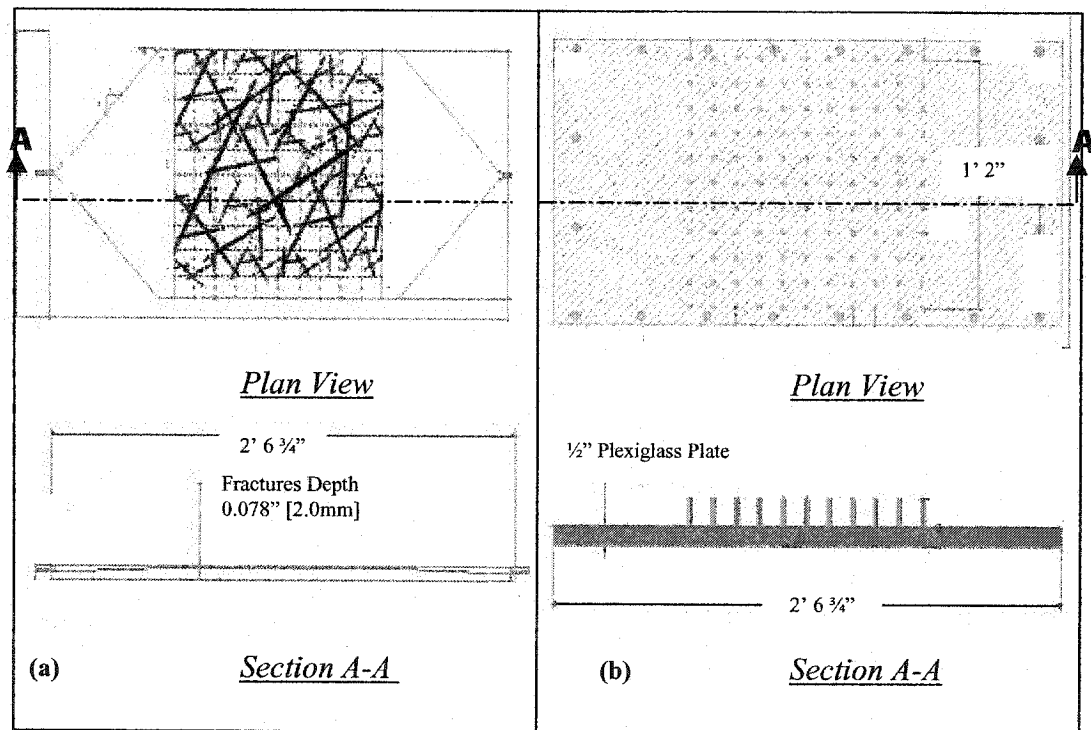 A
A
1' 2"
Plan View
Plan View
2' 6 ¾"
Fractures Depth
0.078" [2.0mm]
½" Plexiglass Plate
2' 6 ¾"
(a)
Section A-A
(b)
Section A-A